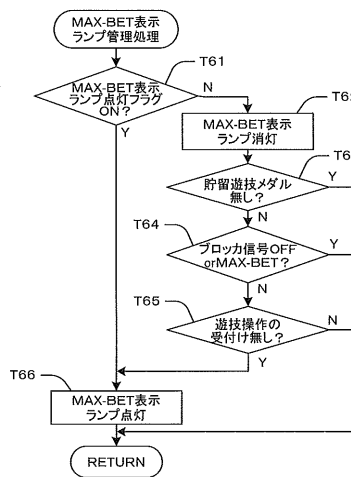 MAX-BET表示
ランプ管理処理
T61
MAX-BET表示
ランプ点灯フラグ
ON?
N
Y
MAX-BET表示
ランプ消灯
貯留遊技メダル
無し?
Y
N
T64
ブロッカ信号OFF
orMAX-BET?
Y
N
T65
遊技操作の
受付け無し?
N
Y
T66
MAX-BET表示
ランプ点灯
RETURN